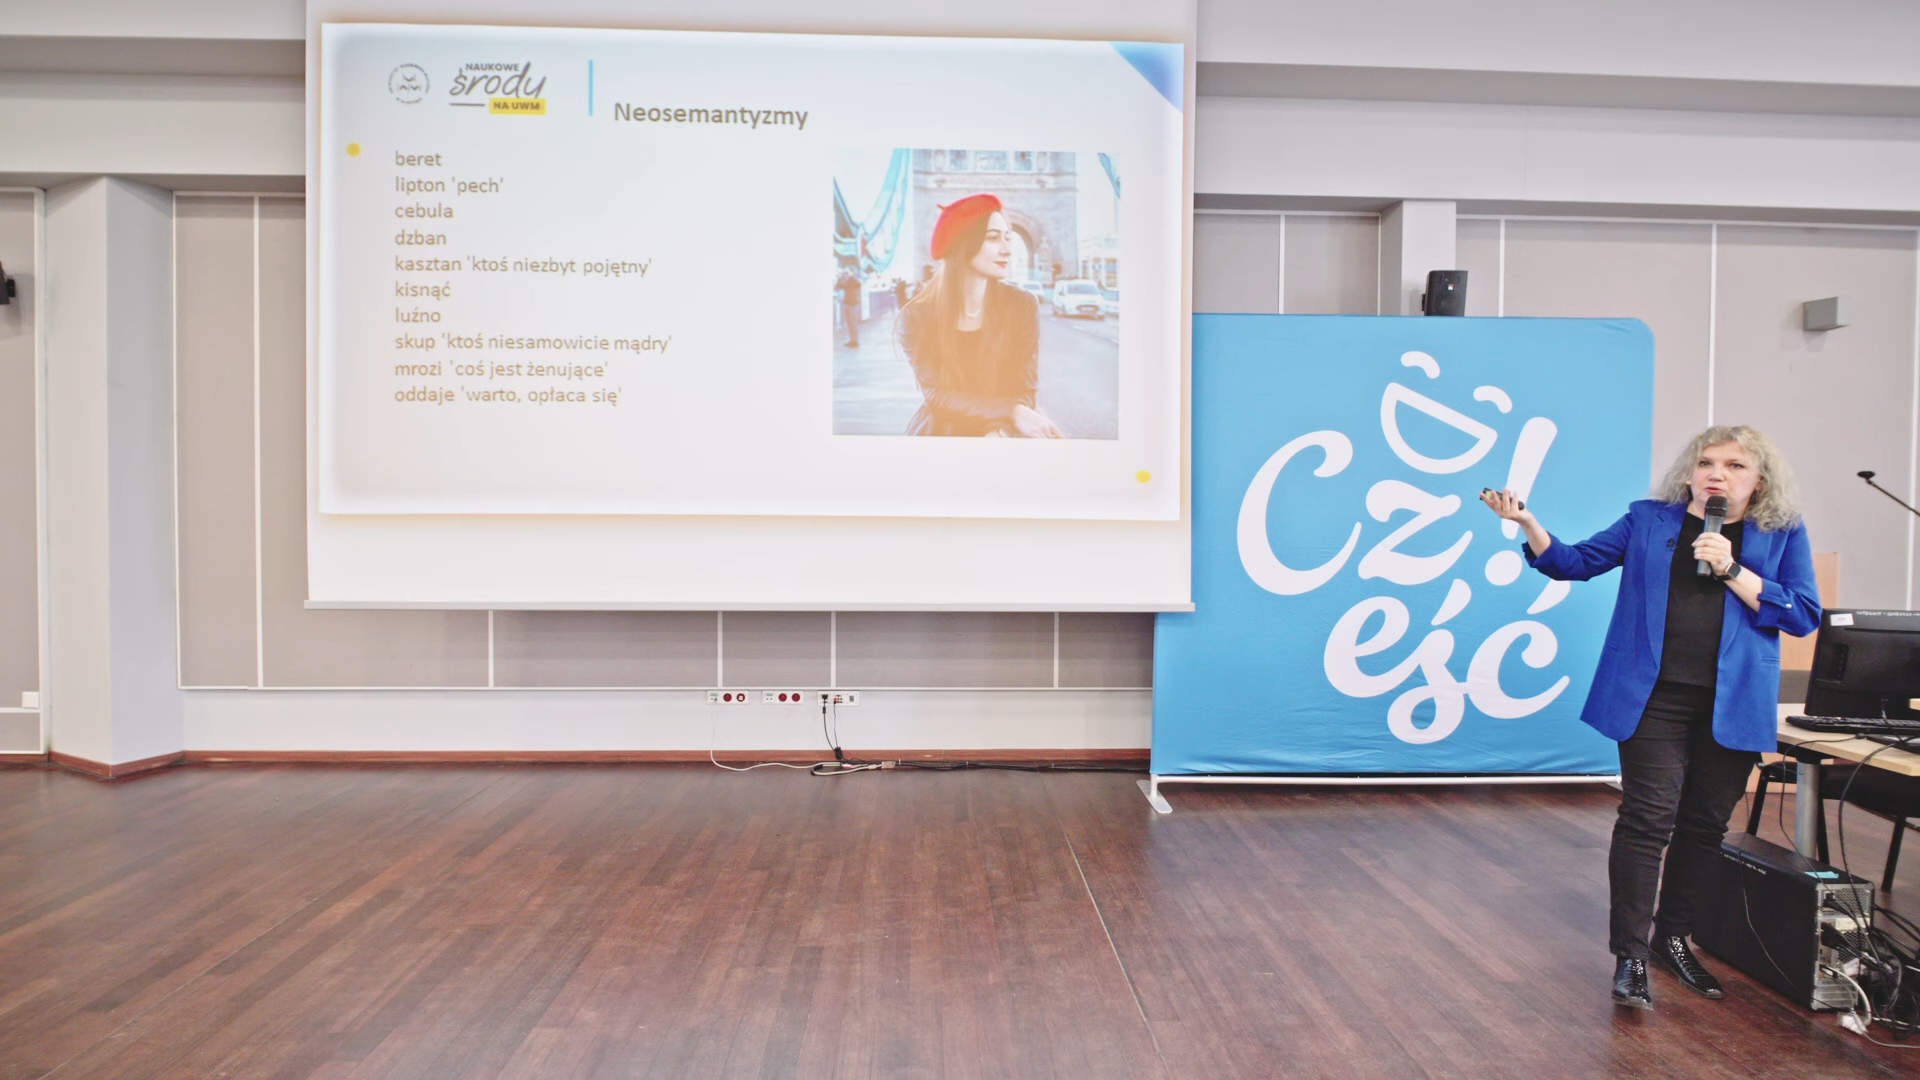 NAUKOWE
środy
NA UWM
Neosemantyzmy
beret
lipton 'pech'
cebula
dzban
kasztan 'ktoś niezbyt pojętny'
kisnąć
luźno
skup 'ktoś niesamowicie mądry'
mrozi 'coś jest żenujące'
oddaje 'warto, opłaca się'
Cz!
eść